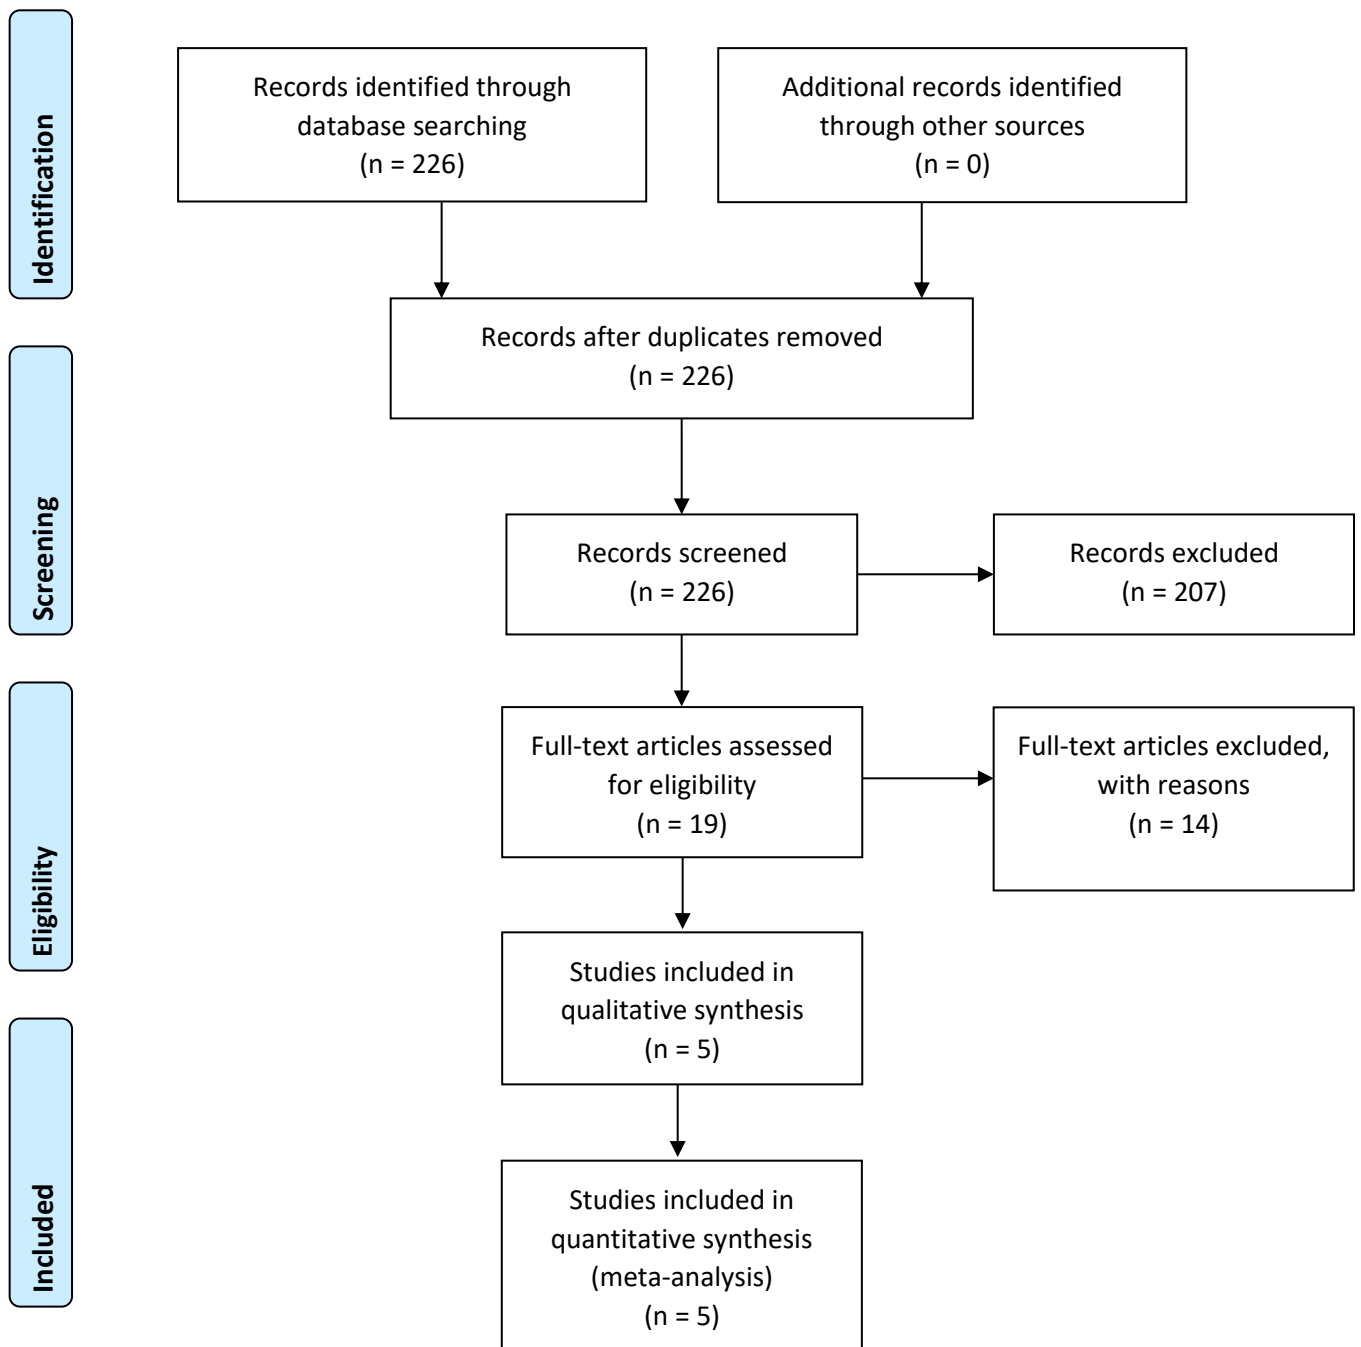 Identification
Records identified through
database searching
(n = 226)
Additional records identified
through other sources
(n = 0)
Records after duplicates removed
(n = 226)
Screening
Records screened
(n = 226)
Records excluded
(n = 207)
Eligibility
Full-text articles assessed
for eligibility
(n = 19)
Full-text articles excluded,
with reasons
(n = 14)
Studies included in
qualitative synthesis
(n = 5)
Included
Studies included in
quantitative synthesis
(meta-analysis)
(n = 5)